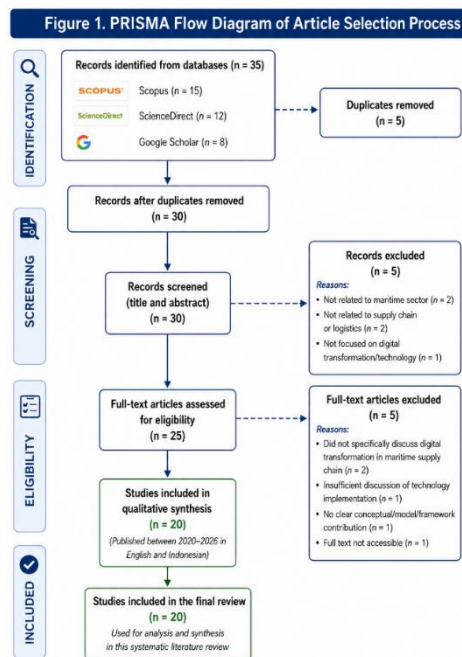 Figure 1. PRISMA Flow Diagram of Article Selection Process
IDENTIFICATION
Records identified from databases (n = 35)
SCOPUS
Scopus (n = 15)
ScienceDirect
ScienceDirect (n = 12)
Google Scholar (n = 8)
Duplicates removed
(n = 5)
Records after duplicates removed
(n = 30)
SCREENING
Records screened
(title and abstract)
(n = 30)
Records excluded
(n = 5)
Reasons:
• Not related to maritime sector (n = 2)
• Not related to supply chain
or logistics (n = 2)
• Not focused on digital
transformation/technology (n = 1)
ELIGIBILITY
Full-text articles assessed
for eligibility
(n = 25)
Full-text articles excluded
(n = 5)
Reasons:
• Did not specifically discuss digital
transformation in maritime supply
chain (n = 2)
• Insufficient discussion of technology
implementation (n = 1)
• No clear conceptual/model/framework
contribution (n = 1)
• Full text not accessible (n = 1)
Studies included in
qualitative synthesis
(n = 20)
(Published between 2020–2026 in
English and Indonesian)
INCLUDED
Studies included in the final review
(n = 20)
Used for analysis and synthesis
in this systematic literature review